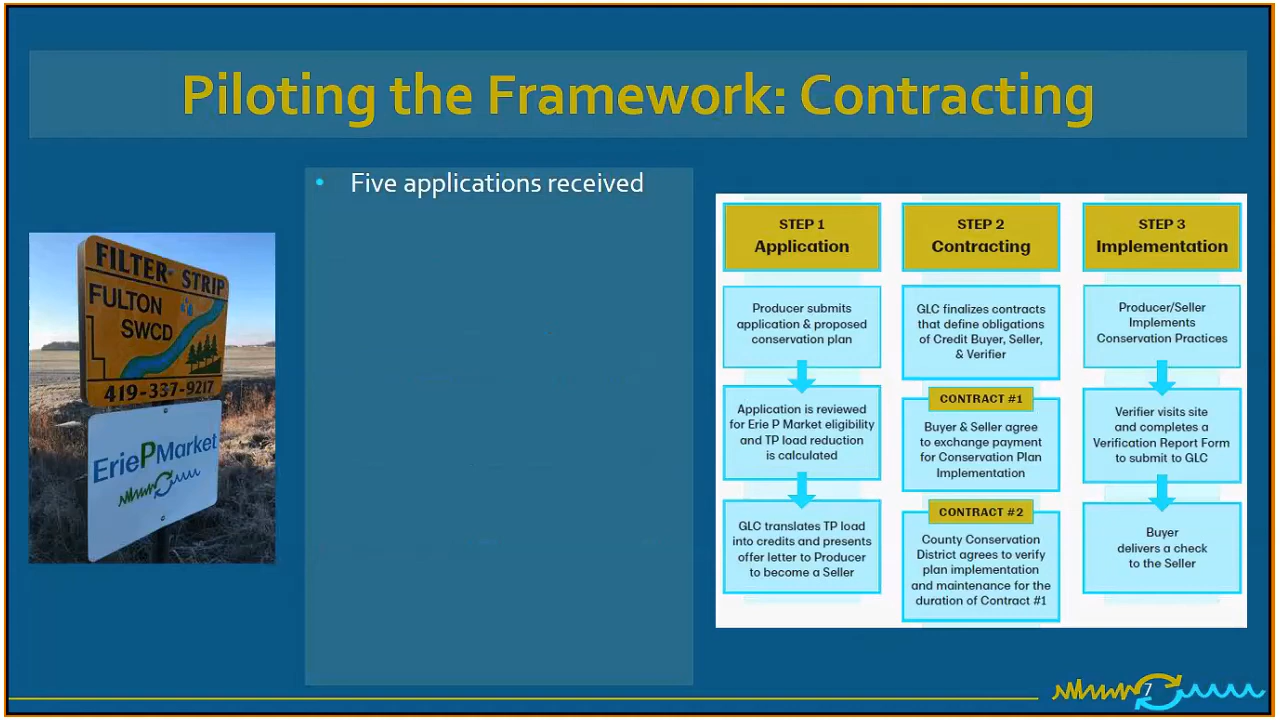 Piloting the Framework: Contracting
FILTER STRIP
FULTON
SWCD
419-337-9217
EriePMarket
• Five applications received
STEP 1
Application
Producer submits
application & proposed
conservation plan
Application is reviewed
for Erie P Market eligibility
and TP load reduction
is calculated
GLC translates TP load
into credits and presents
offer letter to Producer
to become a Seller
STEP 2
Contracting
GLC finalizes contracts
that define obligations
of Credit Buyer, Seller,
& Verifier
CONTRACT #1
Buyer & Seller agree
to exchange payment
for Conservation Plan
Implementation
CONTRACT #2
County Conservation
District agrees to verify
plan implementation
and maintenance for the
duration of Contract #1
STEP 3
Implementation
Producer/Seller
Implements
Conservation Practices
Verifier visits site
and completes a
Verification Report Form
to submit to GLC
Buyer
delivers a check
to the Seller
7